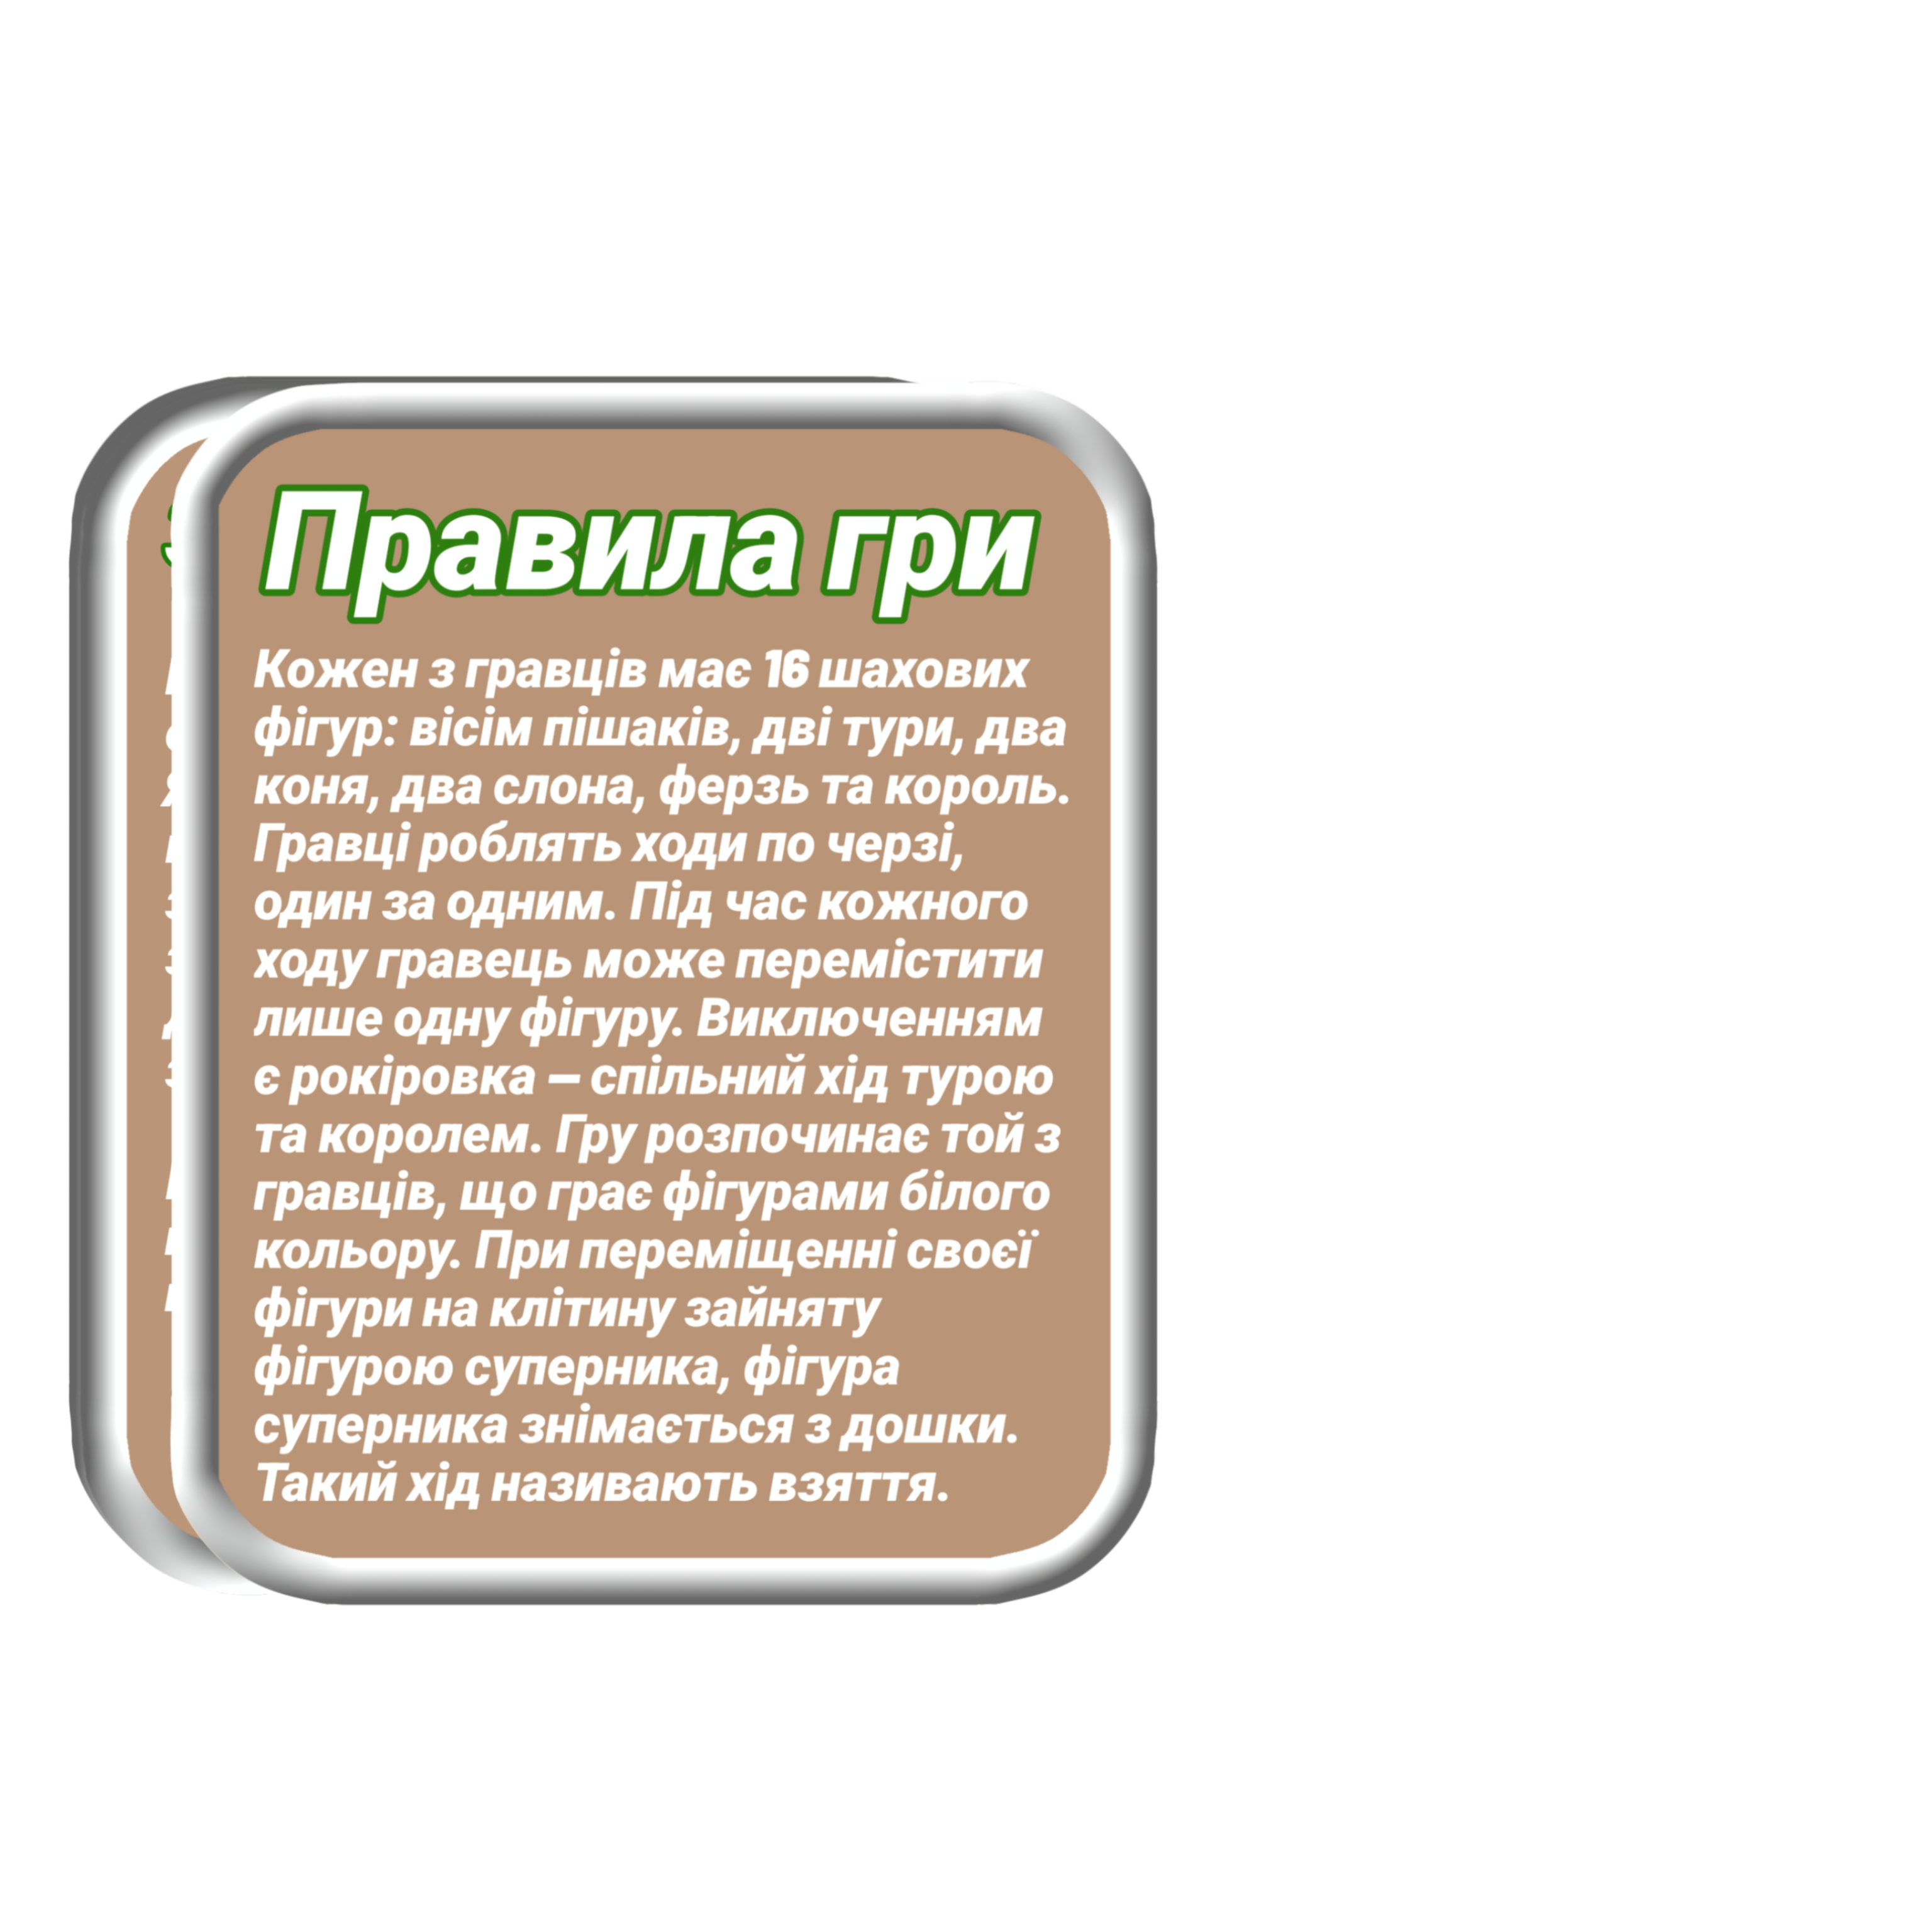 Правила гри
Кожен з гравців має 16 шахових
фігур: вісім пішаків, дві тури, два
коня, два слона, ферзь та король.
Гравці роблять ходи по черзі,
один за одним. Під час кожного
ходу гравець може перемістити
лише одну фігуру. Виключенням
є рокіровка – спільний хід турою
та королем. Гру розпочинає той з
гравців, що грає фігурами білого
кольору. При переміщенні своєї
фігури на клітину зайняту
фігурою суперника, фігура
суперника знімається з дошки.
Такий хід називають взяття.